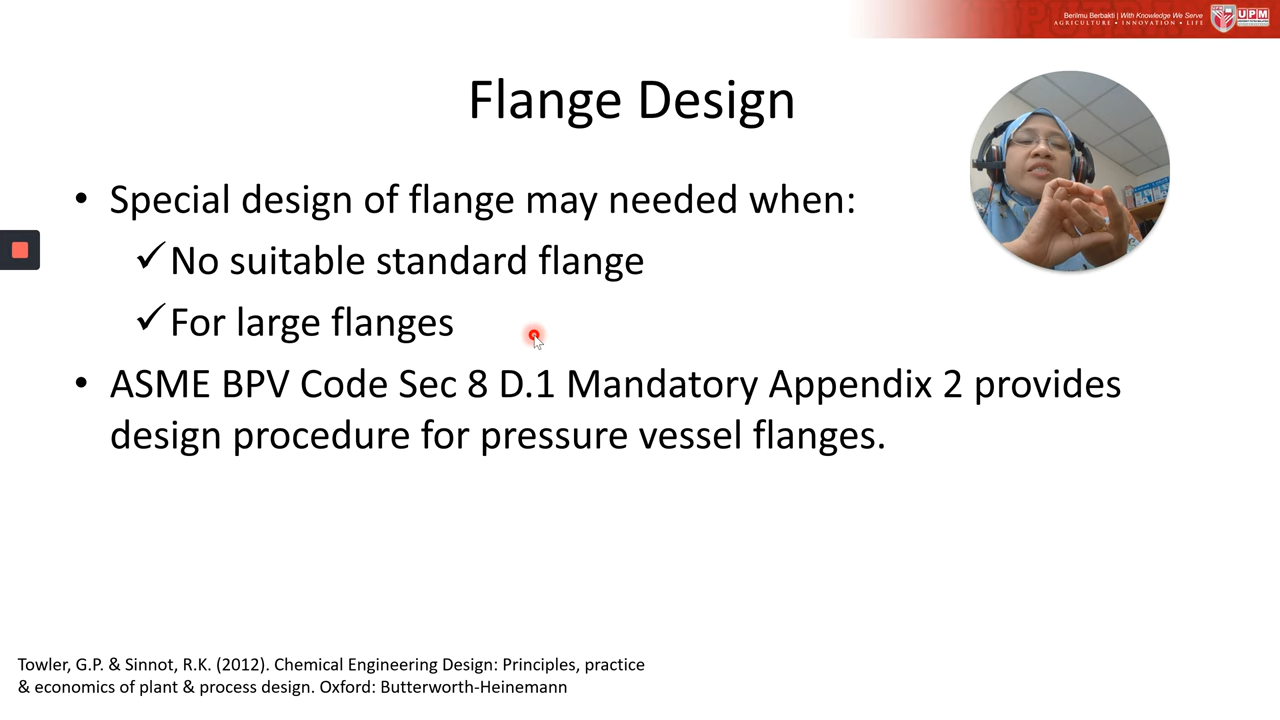 Berilmu Berbakti | With Knowledge We Serve
AGRICULTURE • INNOVATION • LIFE
UPM
Flange Design
• Special design of flange may needed when:
✓No suitable standard flange
✓For large flanges
• ASME BPV Code Sec 8 D.1 Mandatory Appendix 2 provides
design procedure for pressure vessel flanges.
Towler, G.P. & Sinnot, R.K. (2012). Chemical Engineering Design: Principles, practice
& economics of plant & process design. Oxford: Butterworth-Heinemann